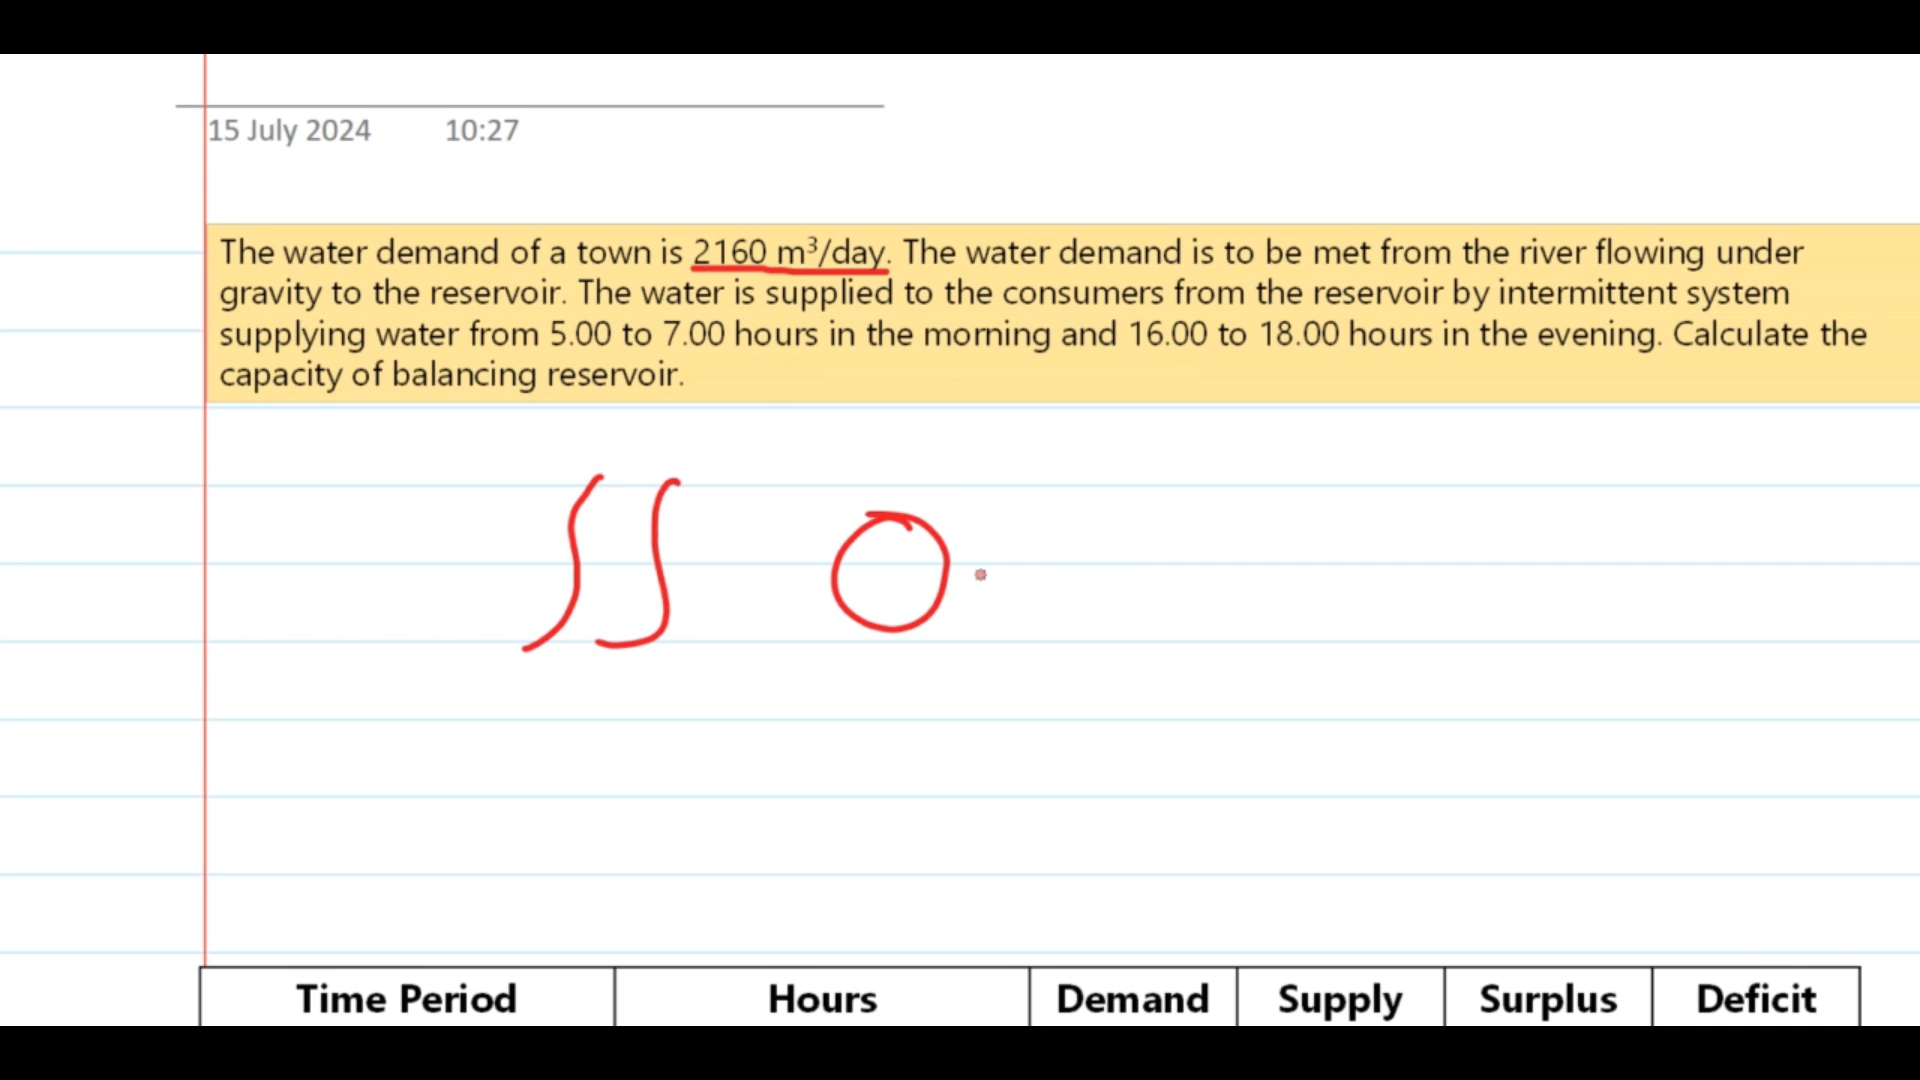 15 July 2024 10:27
The water demand of a town is 2160 m³/day. The water demand is to be met from the river flowing under
gravity to the reservoir. The water is supplied to the consumers from the reservoir by intermittent system
supplying water from 5.00 to 7.00 hours in the morning and 16.00 to 18.00 hours in the evening. Calculate the
capacity of balancing reservoir.
Time Period Hours Demand Supply Surplus Deficit